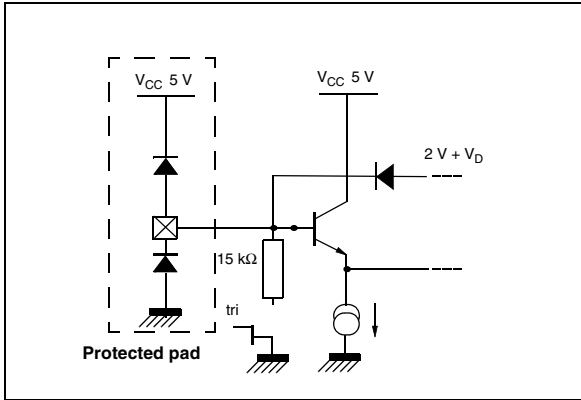 V_CC 5 V
V_CC 5 V
2 V + V_D
15 kΩ
tri
Protected pad